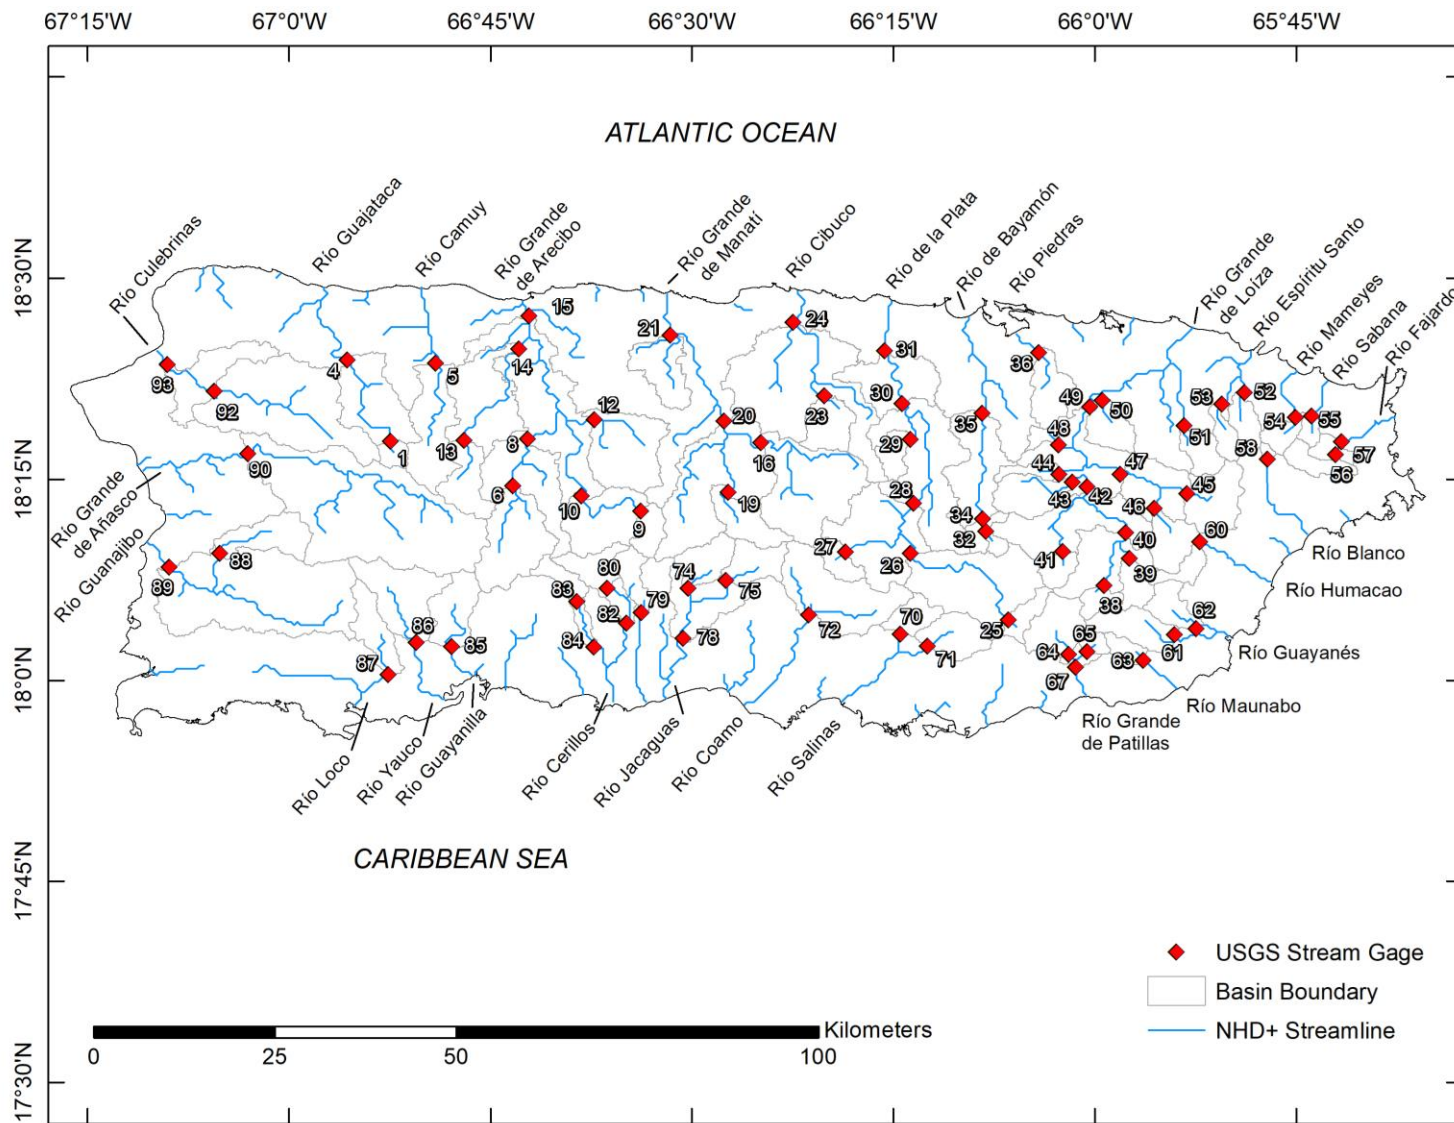 67°15'W
67°0'W
66°45'W
66°30'W
66°15'W
66°0'W
65°45'W
ATLANTIC OCEAN
18°30'N
18°15'N
18°0'N
17°45'N
17°30'N
Río Culebrinas
Río Guajataca
Río Camuy
Río Grande
de Arecibo
Río Grande
de Manatí
Río Cibuco
Río de la Plata
Río de Bayamón
Río Piedras
Río Grande
de Loíza
Río Espíritu Santo
Río Mameyes
Río Sabana
Río Fajardo
15
21
24
31
36
14
4
5
93
92
12
20
23
30
35
49
50
53
52
54
55
1
13
8
16
29
48
51
58
57
56
90
44
47
6
10
19
28
43
42
45
46
9
34
32
40
60
27
26
41
39
88
89
80
74
75
38
83
82
79
72
70
25
62
86
85
84
78
71
64
65
61
63
87
67
Río Grande
de Añasco
Río Guanajibo
Río Blanco
Río Humacao
Río Guayanés
Río Maunabo
Río Grande
de Patillas
Río Loco
Río Yauco
Río Guayanilla
Río Cerillos
Río Jacaguas
Río Coamo
Río Salinas
CARIBBEAN SEA
USGS Stream Gage
Basin Boundary
NHD+ Streamline
Kilometers
0
25
50
100